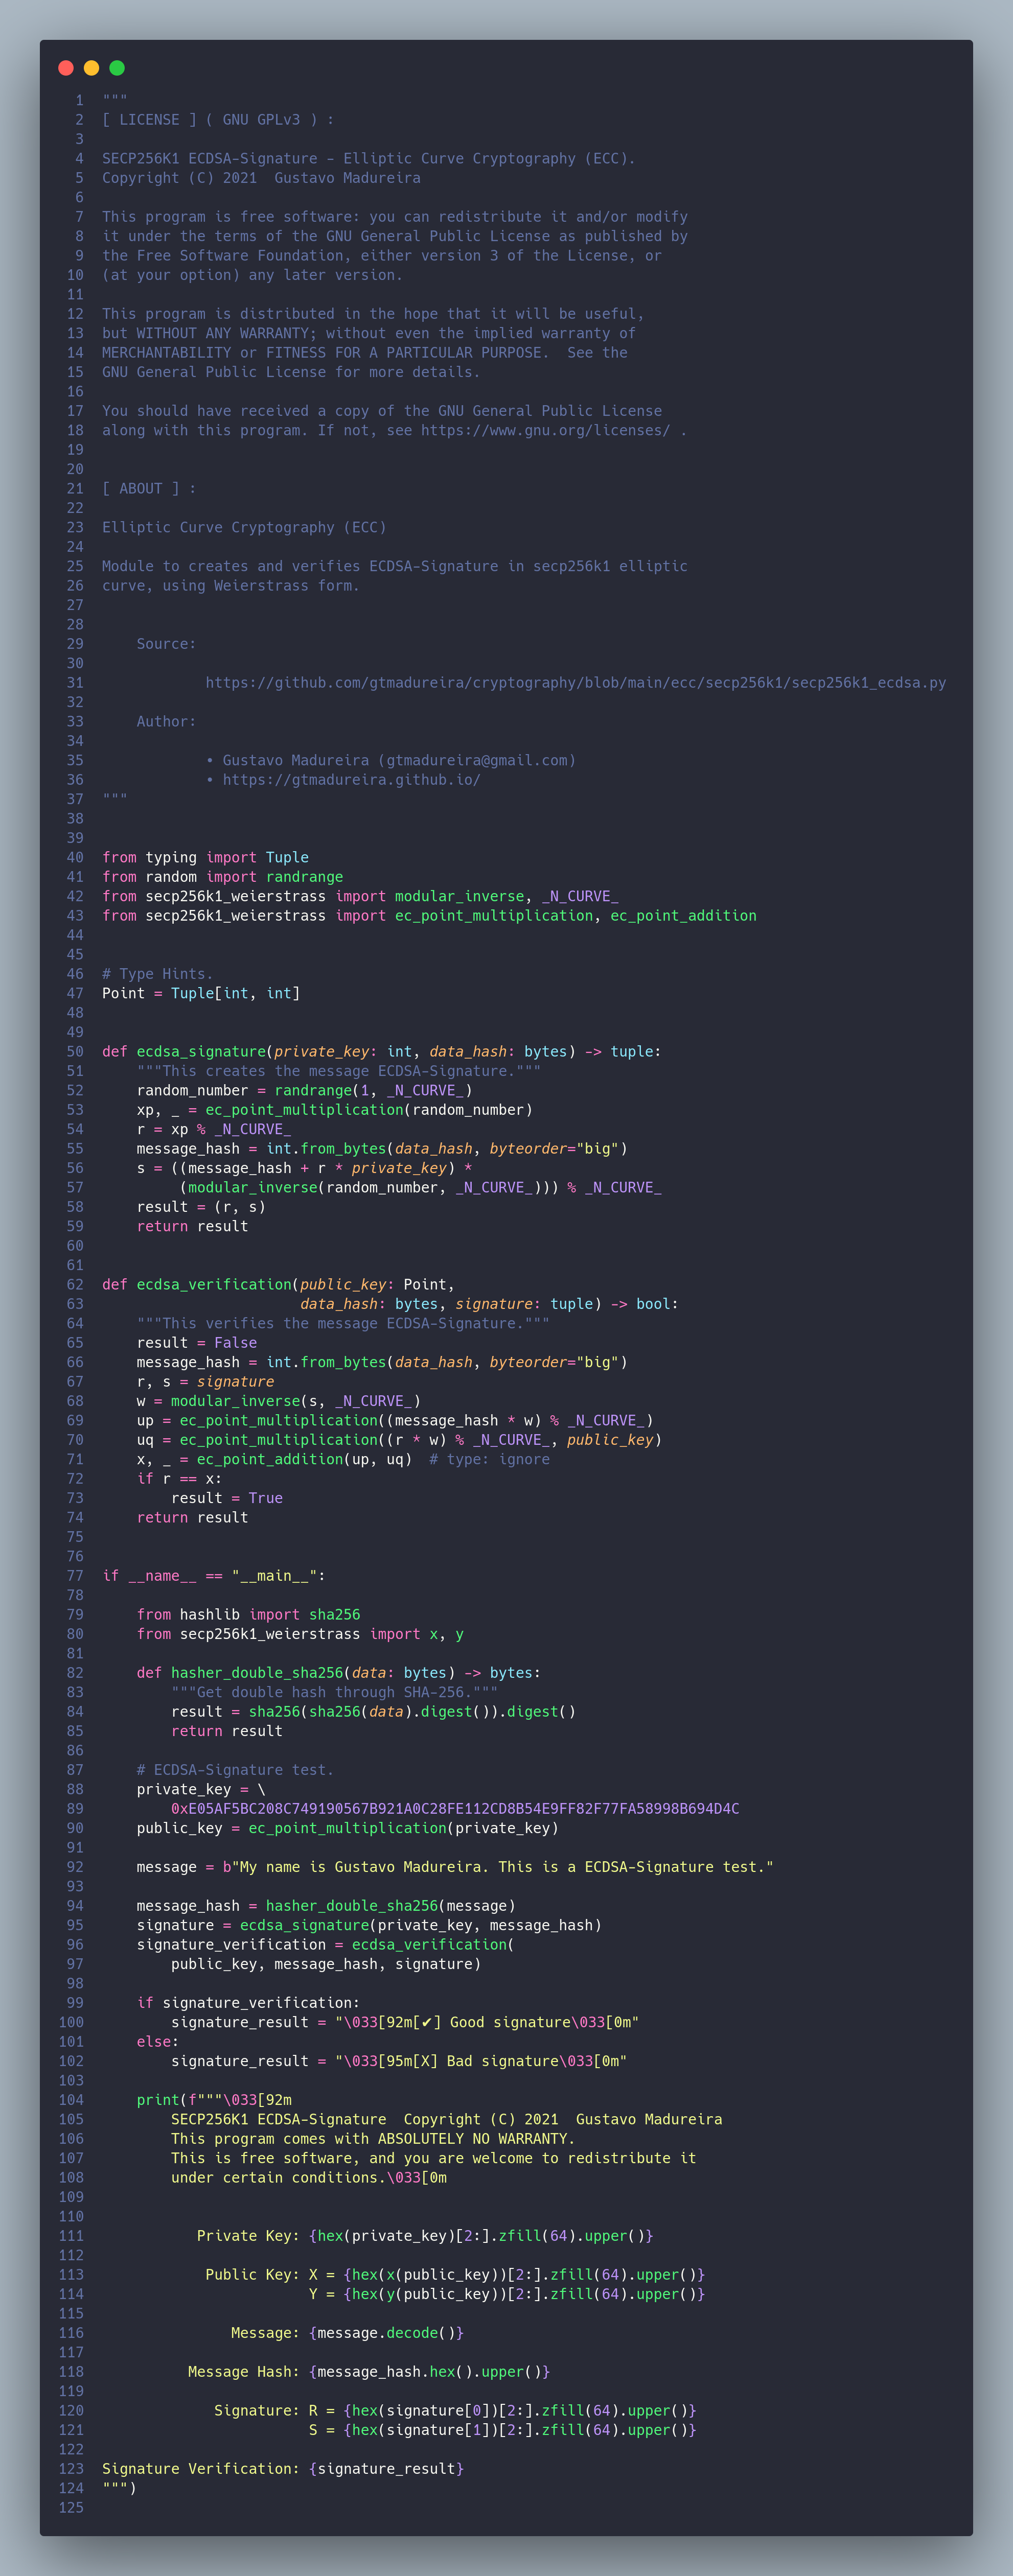 1 """
2 [ LICENSE ] ( GNU GPLv3 ) :
3
4 SECP256K1 ECDSA-Signature - Elliptic Curve Cryptography (ECC).
5 Copyright (C) 2021  Gustavo Madureira
6
7 This program is free software: you can redistribute it and/or modify
8 it under the terms of the GNU General Public License as published by
9 the Free Software Foundation, either version 3 of the License, or
10 (at your option) any later version.
11
12 This program is distributed in the hope that it will be useful,
13 but WITHOUT ANY WARRANTY; without even the implied warranty of
14 MERCHANTABILITY or FITNESS FOR A PARTICULAR PURPOSE.  See the
15 GNU General Public License for more details.
16
17 You should have received a copy of the GNU General Public License
18 along with this program. If not, see https://www.gnu.org/licenses/ .
19
20
21 [ ABOUT ] :
22
23 Elliptic Curve Cryptography (ECC)
24
25 Module to creates and verifies ECDSA-Signature in secp256k1 elliptic
26 curve, using Weierstrass form.
27
28
29     Source:
30
31             https://github.com/gtmadureira/cryptography/blob/main/ecc/secp256k1/secp256k1_ecdsa.py
32
33     Author:
34
35             • Gustavo Madureira (gtmadureira@gmail.com)
36             • https://gtmadureira.github.io/
37 """
38
39
40 from typing import Tuple
41 from random import randrange
42 from secp256k1_weierstrass import modular_inverse, _N_CURVE_
43 from secp256k1_weierstrass import ec_point_multiplication, ec_point_addition
44
45
46 # Type Hints.
47 Point = Tuple[int, int]
48
49
50 def ecdsa_signature(private_key: int, data_hash: bytes) -> tuple:
51     """This creates the message ECDSA-Signature."""
52     random_number = randrange(1, _N_CURVE_)
53     xp, _ = ec_point_multiplication(random_number)
54     r = xp % _N_CURVE_
55     message_hash = int.from_bytes(data_hash, byteorder="big")
56     s = ((message_hash + r * private_key) *
57          (modular_inverse(random_number, _N_CURVE_))) % _N_CURVE_
58     result = (r, s)
59     return result
60
61
62 def ecdsa_verification(public_key: Point,
63                        data_hash: bytes, signature: tuple) -> bool:
64     """This verifies the message ECDSA-Signature."""
65     result = False
66     message_hash = int.from_bytes(data_hash, byteorder="big")
67     r, s = signature
68     w = modular_inverse(s, _N_CURVE_)
69     up = ec_point_multiplication((message_hash * w) % _N_CURVE_)
70     uq = ec_point_multiplication((r * w) % _N_CURVE_, public_key)
71     x, _ = ec_point_addition(up, uq)  # type: ignore
72     if r == x:
73         result = True
74     return result
75
76
77 if __name__ == "__main__":
78
79     from hashlib import sha256
80     from secp256k1_weierstrass import x, y
81
82     def hasher_double_sha256(data: bytes) -> bytes:
83         """Get double hash through SHA-256."""
84         result = sha256(sha256(data).digest()).digest()
85         return result
86
87     # ECDSA-Signature test.
88     private_key = \
89         0xE05AF5BC208C749190567B921A0C28FE112CD8B54E9FF82F77FA58998B694D4C
90     public_key = ec_point_multiplication(private_key)
91
92     message = b"My name is Gustavo Madureira. This is a ECDSA-Signature test."
93
94     message_hash = hasher_double_sha256(message)
95     signature = ecdsa_signature(private_key, message_hash)
96     signature_verification = ecdsa_verification(
97         public_key, message_hash, signature)
98
99     if signature_verification:
100         signature_result = "\033[92m[✔] Good signature\033[0m"
101     else:
102         signature_result = "\033[95m[X] Bad signature\033[0m"
103
104     print(f"""\033[92m
105         SECP256K1 ECDSA-Signature  Copyright (C) 2021  Gustavo Madureira
106         This program comes with ABSOLUTELY NO WARRANTY.
107         This is free software, and you are welcome to redistribute it
108         under certain conditions.\033[0m
109
110
111            Private Key: {hex(private_key)[2:].zfill(64).upper()}
112
113             Public Key: X = {hex(x(public_key))[2:].zfill(64).upper()}
114                         Y = {hex(y(public_key))[2:].zfill(64).upper()}
115
116                Message: {message.decode()}
117
118           Message Hash: {message_hash.hex().upper()}
119
120              Signature: R = {hex(signature[0])[2:].zfill(64).upper()}
121                         S = {hex(signature[1])[2:].zfill(64).upper()}
122
123 Signature Verification: {signature_result}
124 """)
125